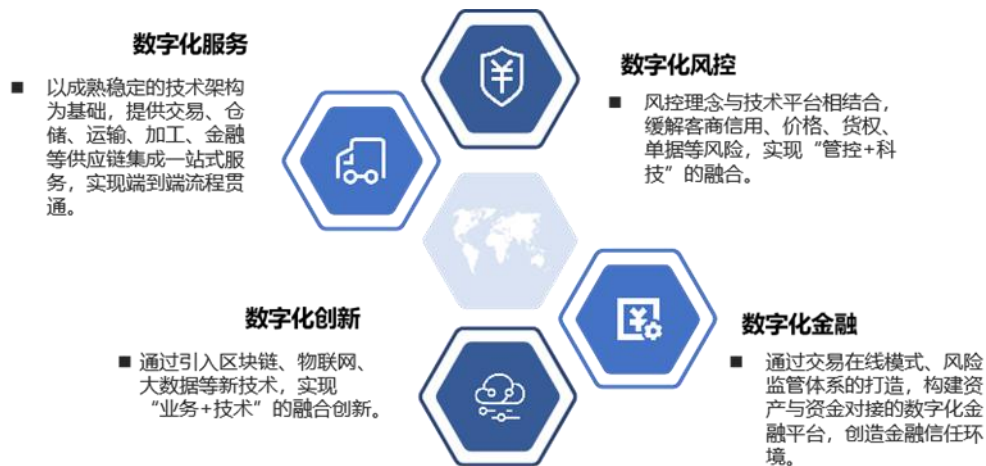 数字化服务
■ 以成熟稳定的技术架构
为基础，提供交易、仓
储、运输、加工、金融
等供应链集成一站式服
务，实现端到端流程贯
通。
数字化风控
■ 风控理念与技术平台相结合，
缓解客商信用、价格、货权、
单据等风险，实现“管控+科
技”的融合。
数字化创新
■ 通过引入区块链、物联网、
大数据等新技术，实现
“业务+技术”的融合创新。
数字化金融
■ 通过交易在线模式、风险
监管体系的打造，构建资
产与资金对接的数字化金
融平台，创造金融信任环
境。